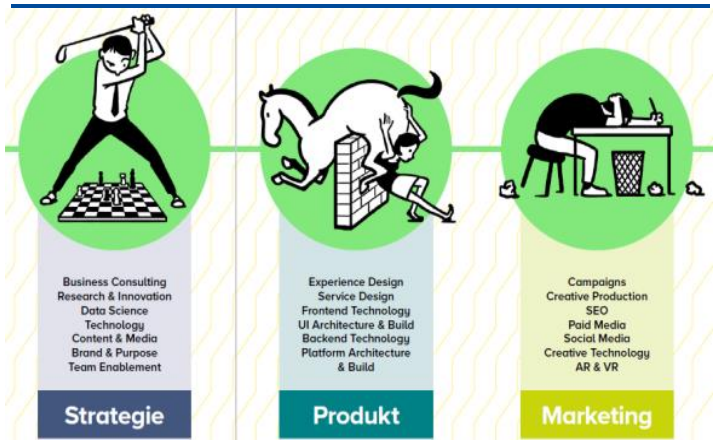 Business Consulting
Research & Innovation
Data Science
Technology
Content & Media
Brand & Purpose
Team Enablement
Strategie
Experience Design
Service Design
Frontend Technology
UI Architecture & Build
Backend Technology
Platform Architecture
& Build
Produkt
Campaigns
Creative Production
SEO
Paid Media
Social Media
Creative Technology
AR & VR
Marketing